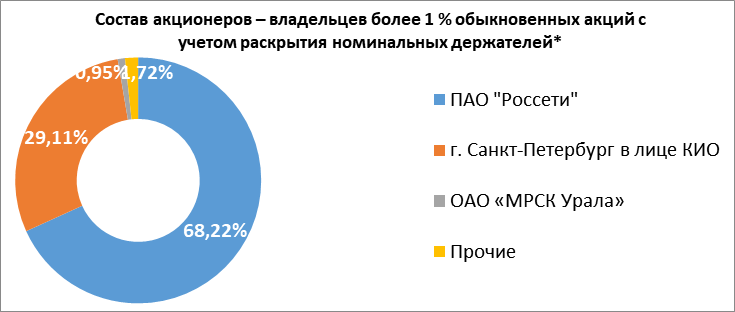 Состав акционеров – владельцев более 1 % обыкновенных акций с
учетом раскрытия номинальных держателей*
0,95%
1,72%
29,11%
68,22%
ПАО "Россети"
г. Санкт-Петербург в лице КИО
ОАО «МРСК Урала»
Прочие